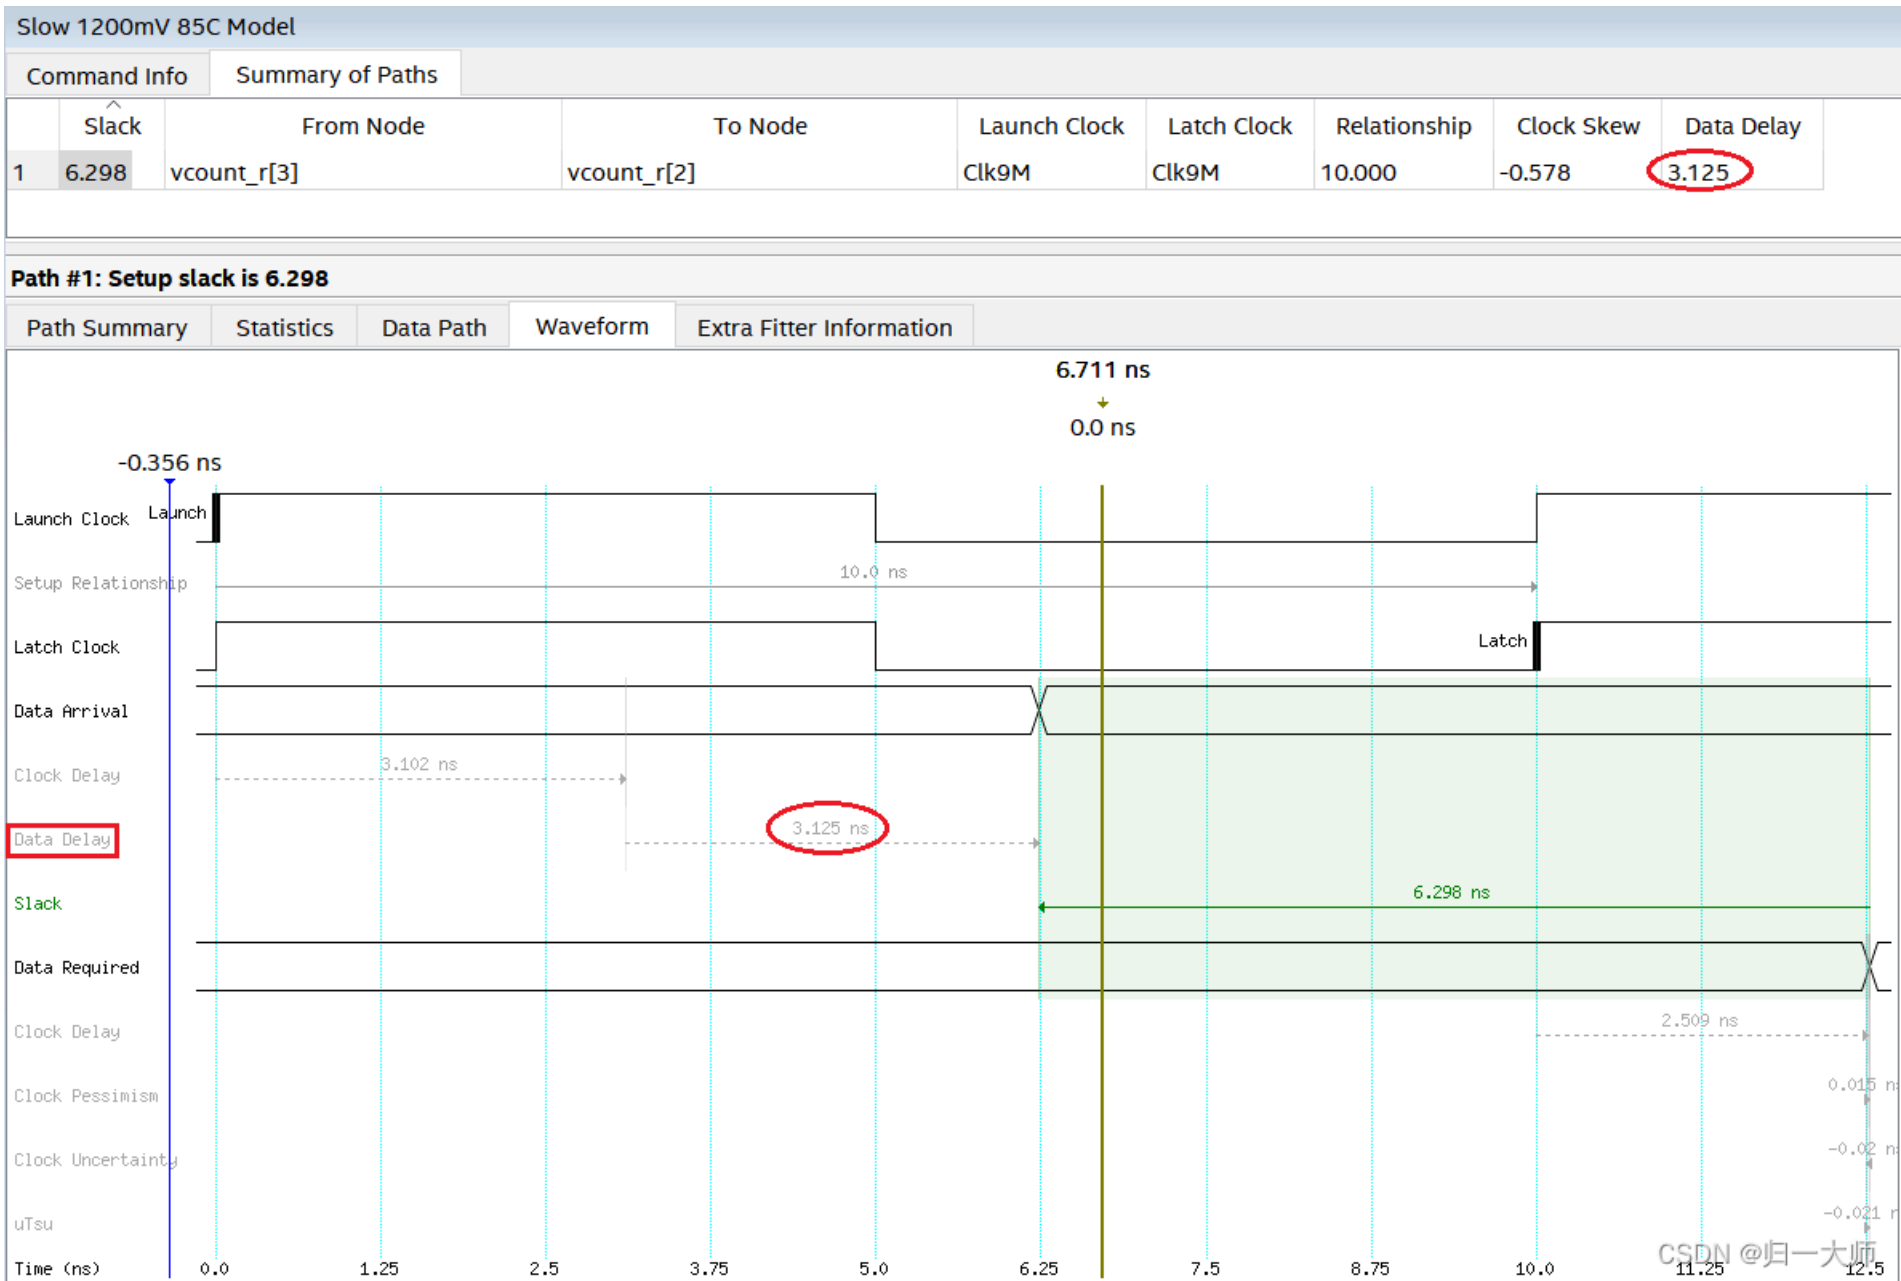 Slow 1200mV 85C Model
Command Info Summary of Paths
Slack From Node To Node Launch Clock Latch Clock Relationship Clock Skew Data Delay
1 6.298 vcount_r[3] vcount_r[2] Clk9M Clk9M 10.000 -0.578 3.125
Path #1: Setup slack is 6.298
Path Summary Statistics Data Path Waveform Extra Fitter Information
6.711 ns
0.0 ns
-0.356 ns
Launch Clock Launch
Setup Relationship 10.0 ns
Latch Clock Latch
Data Arrival
Clock Delay 3.102 ns
Data Delay 3.125 ns
Slack 6.298 ns
Data Required
Clock Delay 2.509 ns
Clock Pessimism 0.015 n
Clock Uncertainty -0.02 n
uTsu -0.021 n
Time (ns) 0.0 1.25 2.5 3.75 5.0 6.25 7.5 8.75 10.0 11.25 12.5
CSDN @归一大师